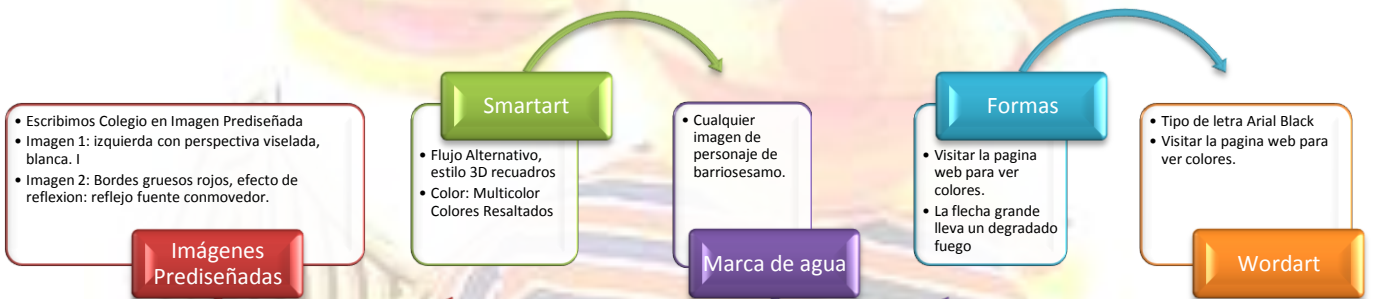 • Escribimos Colegio en Imagen Prediseñada
• Imagen 1: izquierda con perspectiva viselada,
blanca. I
• Imagen 2: Bordes gruesos rojos, efecto de
reflexion: reflejo fuente conmovedor.
Imágenes
Prediseñadas
Smartart
• Flujo Alternativo,
estilo 3D recuadros
• Color: Multicolor
Colores Resaltados
• Cualquier
imagen de
personaje de
barriosesamo.
Marca de agua
Formas
• Visitar la pagina
web para ver
colores.
• La flecha grande
lleva un degradado
fuego
• Tipo de letra Arial Black
• Visitar la pagina web para
ver colores.
Wordart